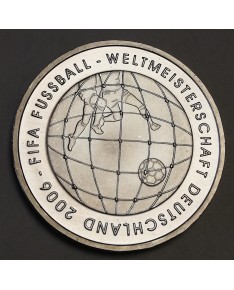 FIFA FUSSBALL - WELTMEISTERSCHAFT DEUTSCHLAND 2006 -